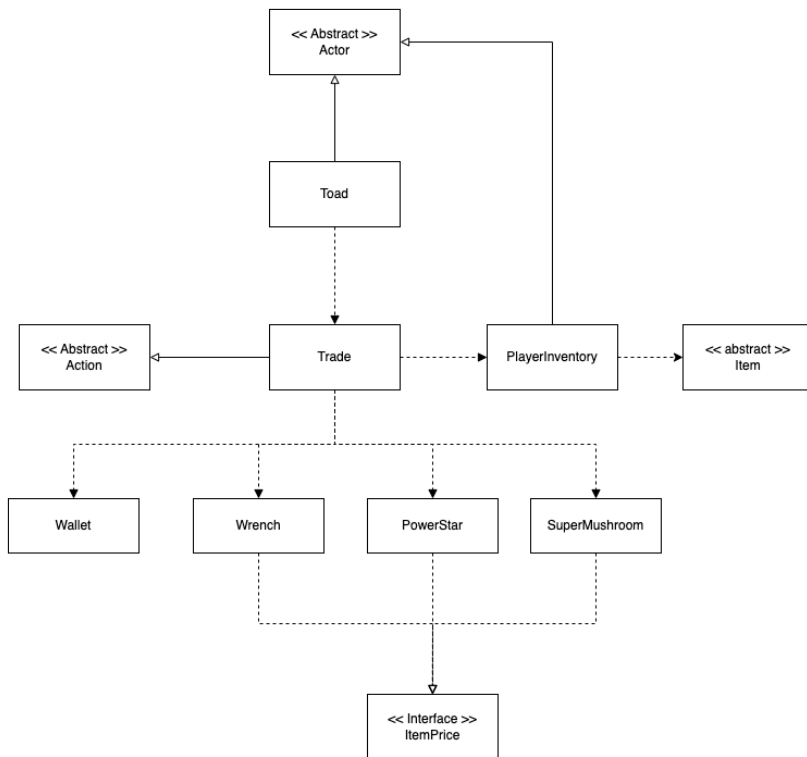 << Abstract >>
Actor
Toad
<< Abstract >>
Action
Trade
PlayerInventory
<< abstract >>
Item
Wallet
Wrench
PowerStar
SuperMushroom
<< Interface >>
ItemPrice